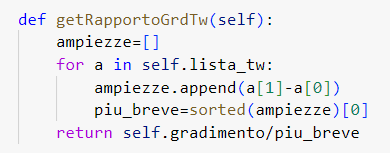 def getRapportoGrdTw(self):
    ampiezze=[]
    for a in self.lista_tw:
        ampiezze.append(a[1]-a[0])
        piu_breve=sorted(ampiezze)[0]
    return self.gradimento/piu_breve